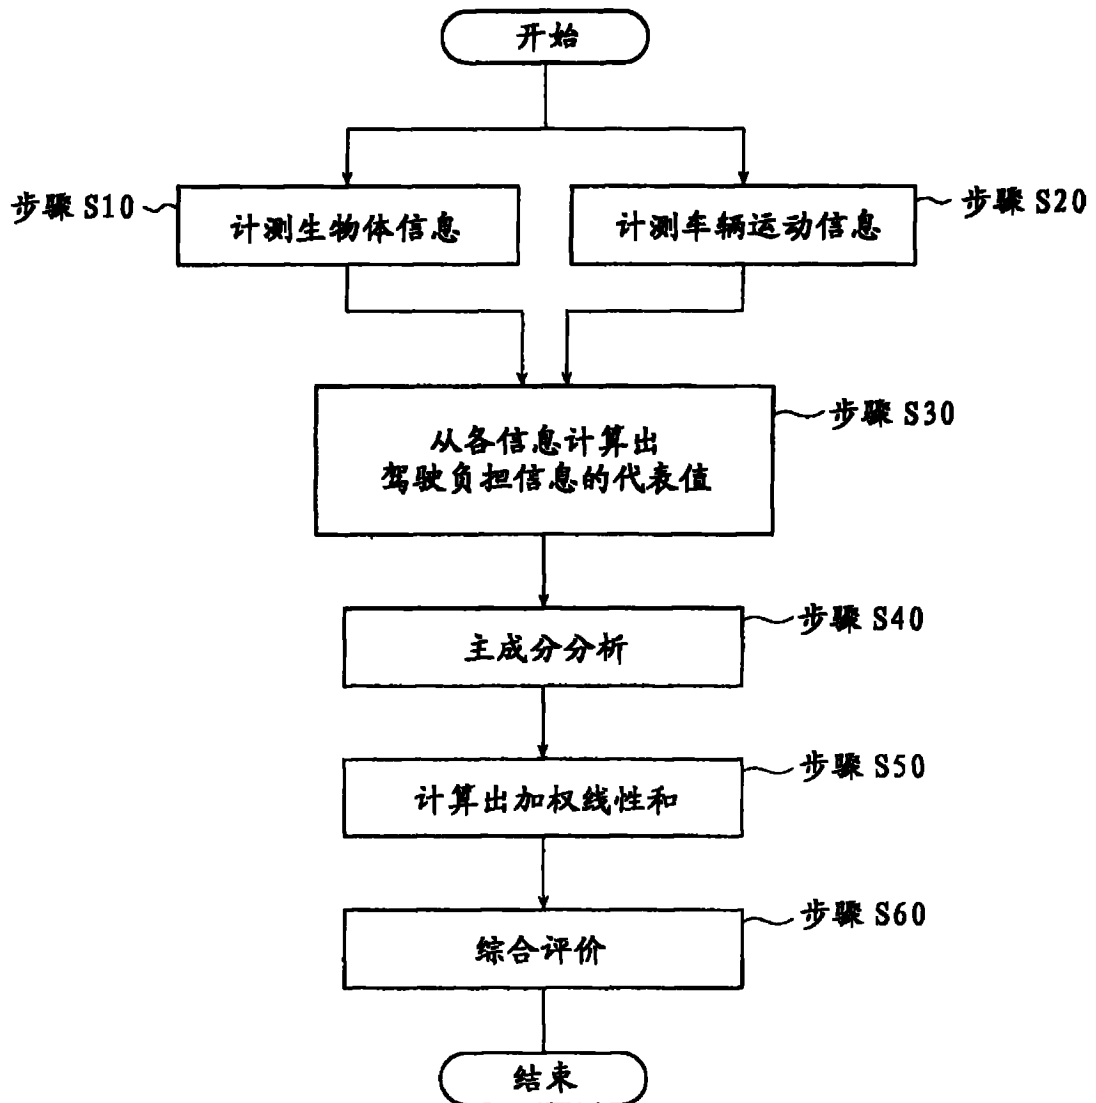 开始
步骤 S10
计测生物体信息
计测车辆运动信息
步骤 S20
从各信息计算出
驾驶负担信息的代表值
步骤 S30
主成分分析
步骤 S40
计算出加权线性和
步骤 S50
综合评价
步骤 S60
结束